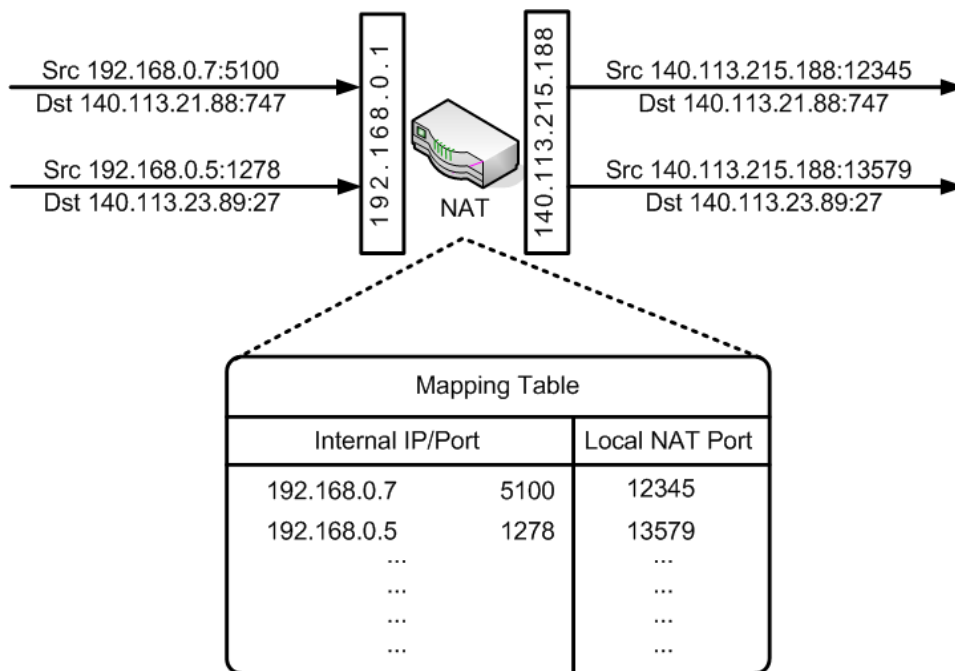 Src 192.168.0.7:5100
Dst 140.113.21.88:747
Src 192.168.0.5:1278
Dst 140.113.23.89:27
192.168.0.1
NAT
140.113.215.188
Src 140.113.215.188:12345
Dst 140.113.21.88:747
Src 140.113.215.188:13579
Dst 140.113.23.89:27
Mapping Table
Internal IP/Port Local NAT Port
192.168.0.7 5100 12345
192.168.0.5 1278 13579
... ...
... ...
... ...
... ...